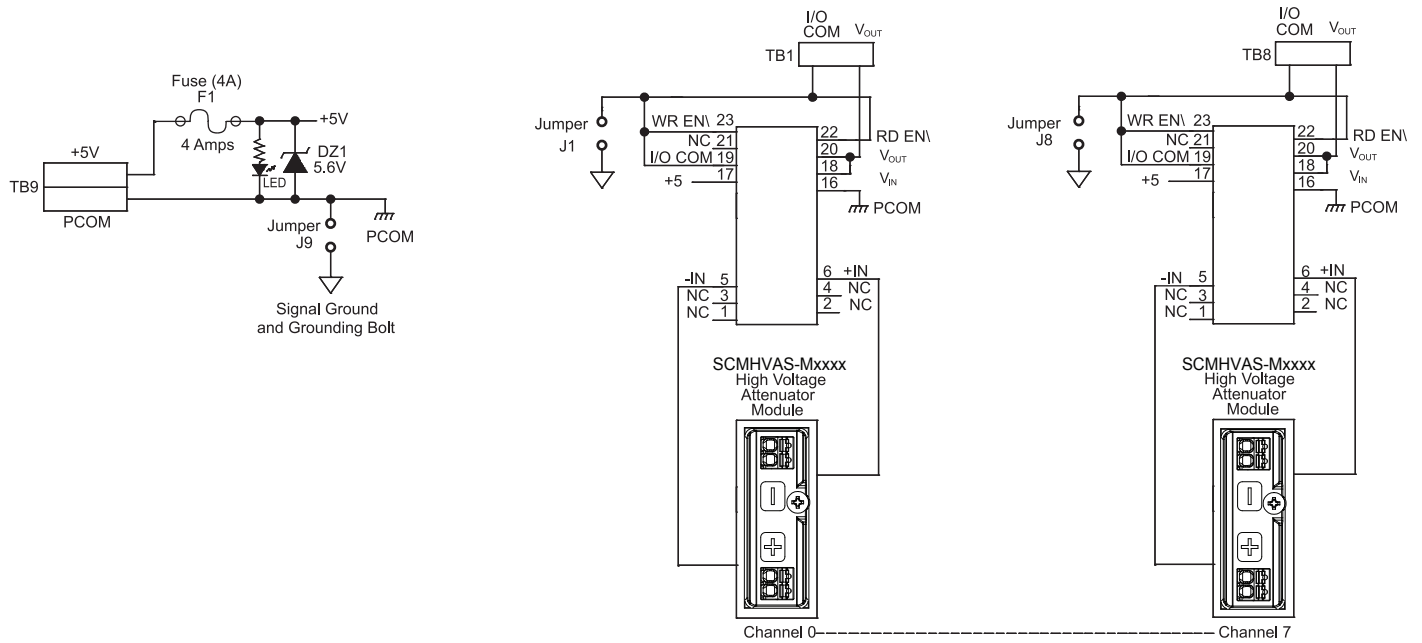 Fuse (4A)
F1
4 Amps
+5V
DZ1
5.6V
LED
TB9
+5V
PCOM
Jumper
J9
PCOM
Signal Ground
and Grounding Bolt
I/O
COM VOUT
TB1
Jumper
J1
WR EN\ 23
NC 21
I/O COM 19
+5 17
22 RD EN\
20 VOUT
18 VIN
16
PCOM
-IN 5
NC 3
NC 1
6 +IN
4 NC
2 NC
SCMHVAS-Mxxxx
High Voltage
Attenuator
Module
Channel 0
I/O
COM VOUT
TB8
Jumper
J8
WR EN\ 23
NC 21
I/O COM 19
+5 17
22 RD EN\
20 VOUT
18 VIN
16
PCOM
-IN 5
NC 3
NC 1
6 +IN
4 NC
2 NC
SCMHVAS-Mxxxx
High Voltage
Attenuator
Module
Channel 7